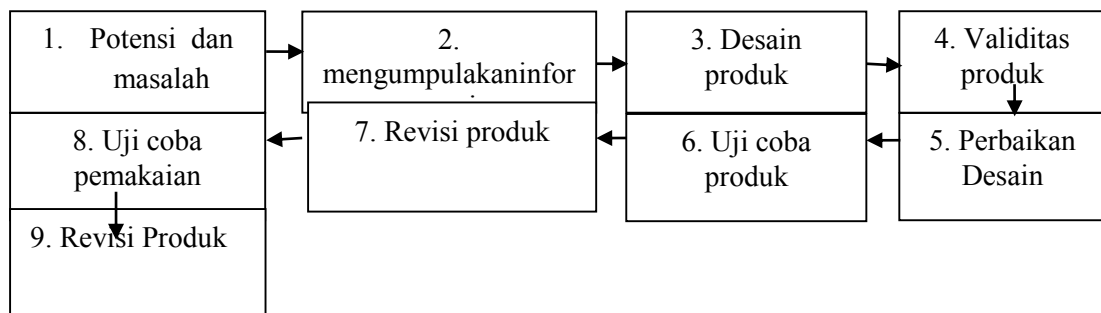 1. Potensi dan
masalah
2.
mengumpulakaninfor
3. Desain
produk
4. Validitas
produk
5. Perbaikan
Desain
6. Uji coba
produk
7. Revisi produk
8. Uji coba
pemakaian
9. Revisi Produk